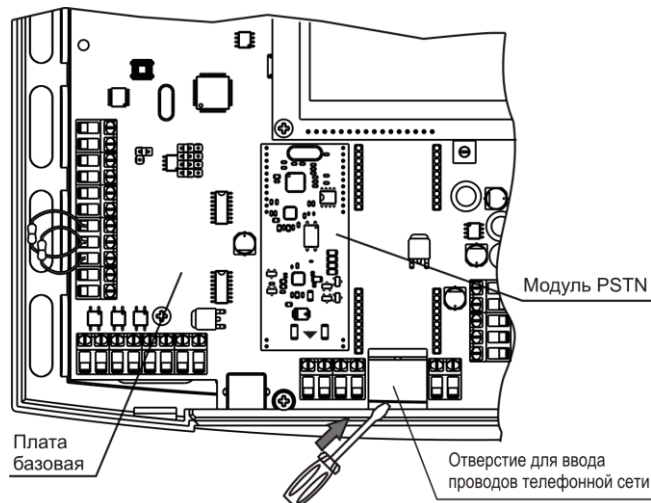 Модуль PSTN
Плата
базовая
Отверстие для ввода
проводов телефонной сети